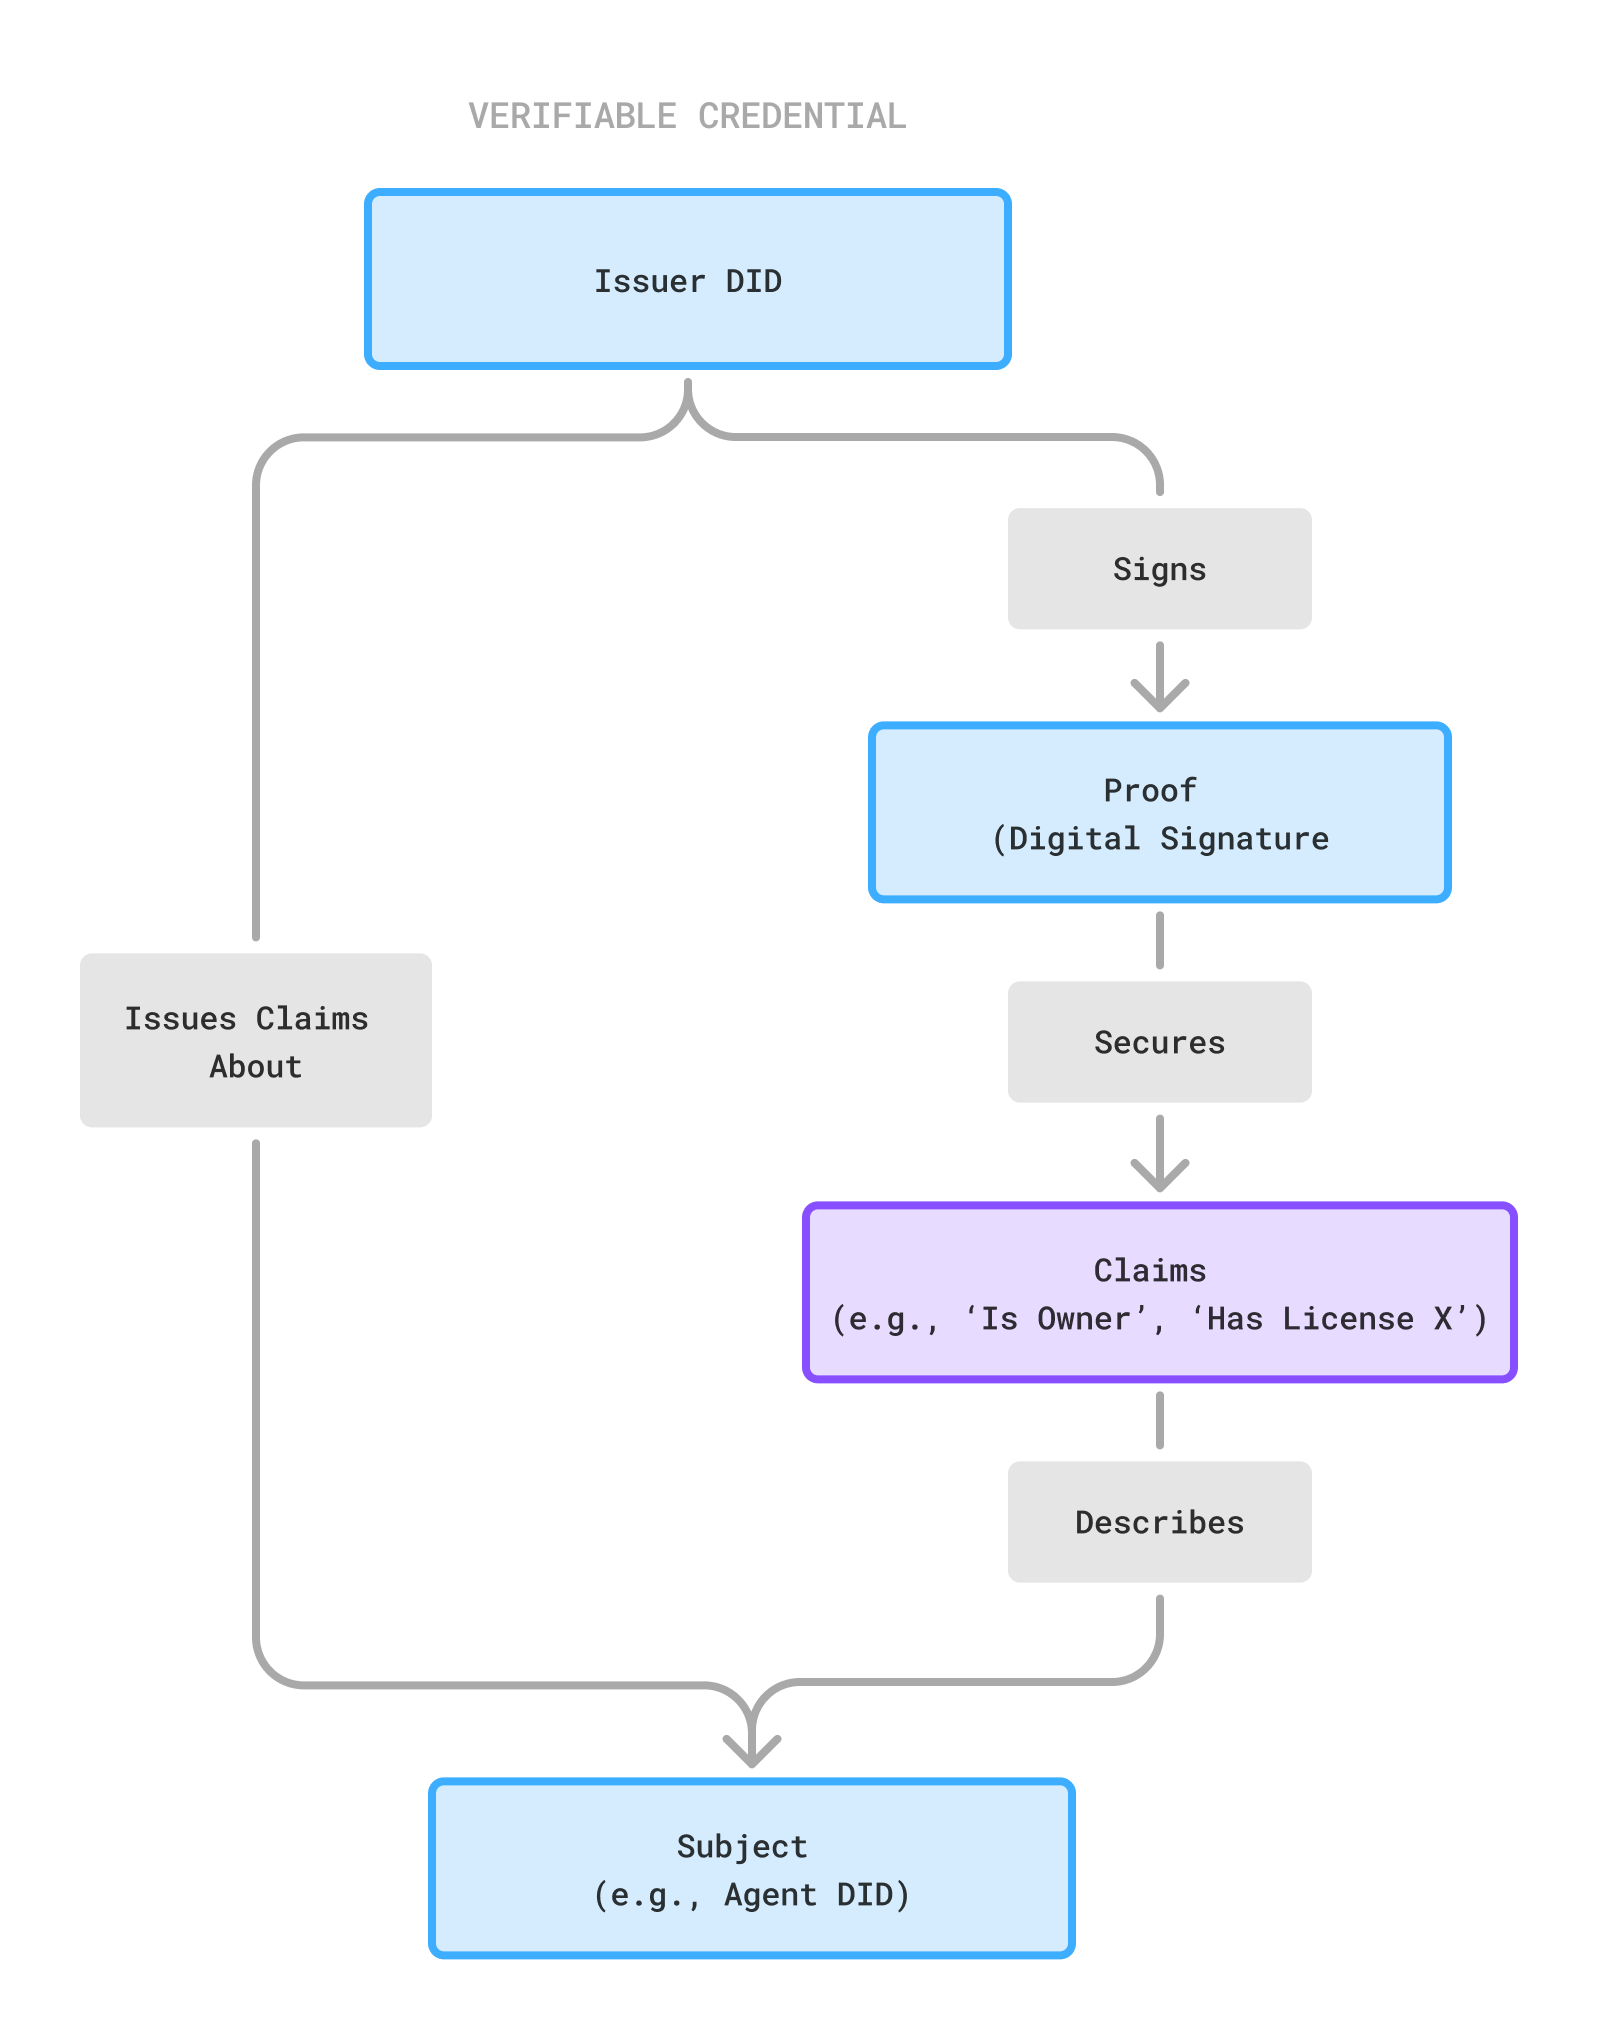 VERIFIABLE CREDENTIAL
Issuer DID
Signs
Proof
(Digital Signature
Issues Claims
About
Secures
Claims
(e.g., ‘Is Owner’, ‘Has License X’)
Describes
Subject
(e.g., Agent DID)